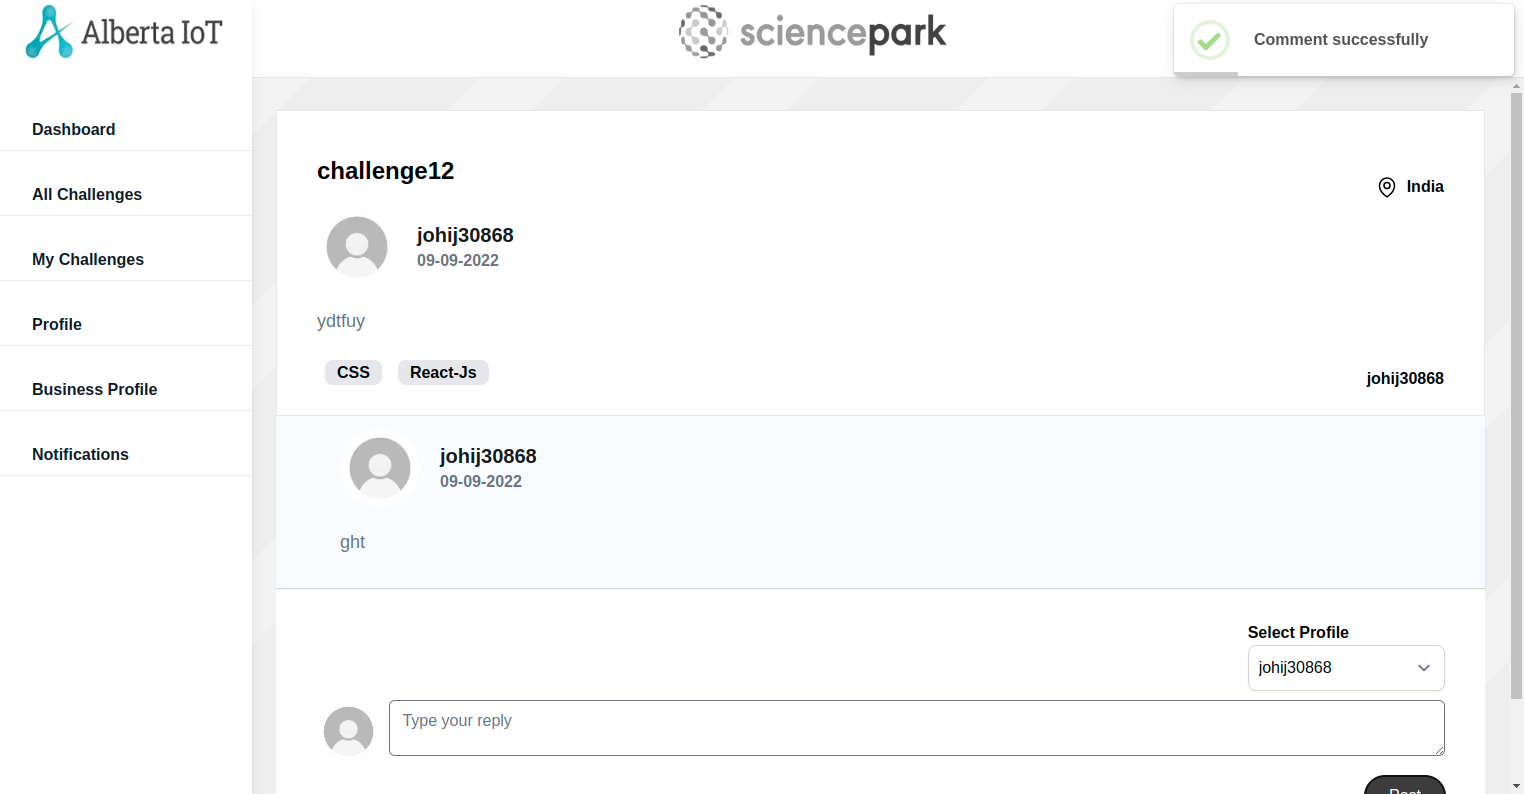 Alberta IoT
sciencepark
Comment successfully
Dashboard
All Challenges
My Challenges
Profile
Business Profile
Notifications
challenge12
India
johij30868
09-09-2022
ydtfuy
CSS React-Js
johij30868
johij30868
09-09-2022
ght
Select Profile
johij30868
Type your reply
Post